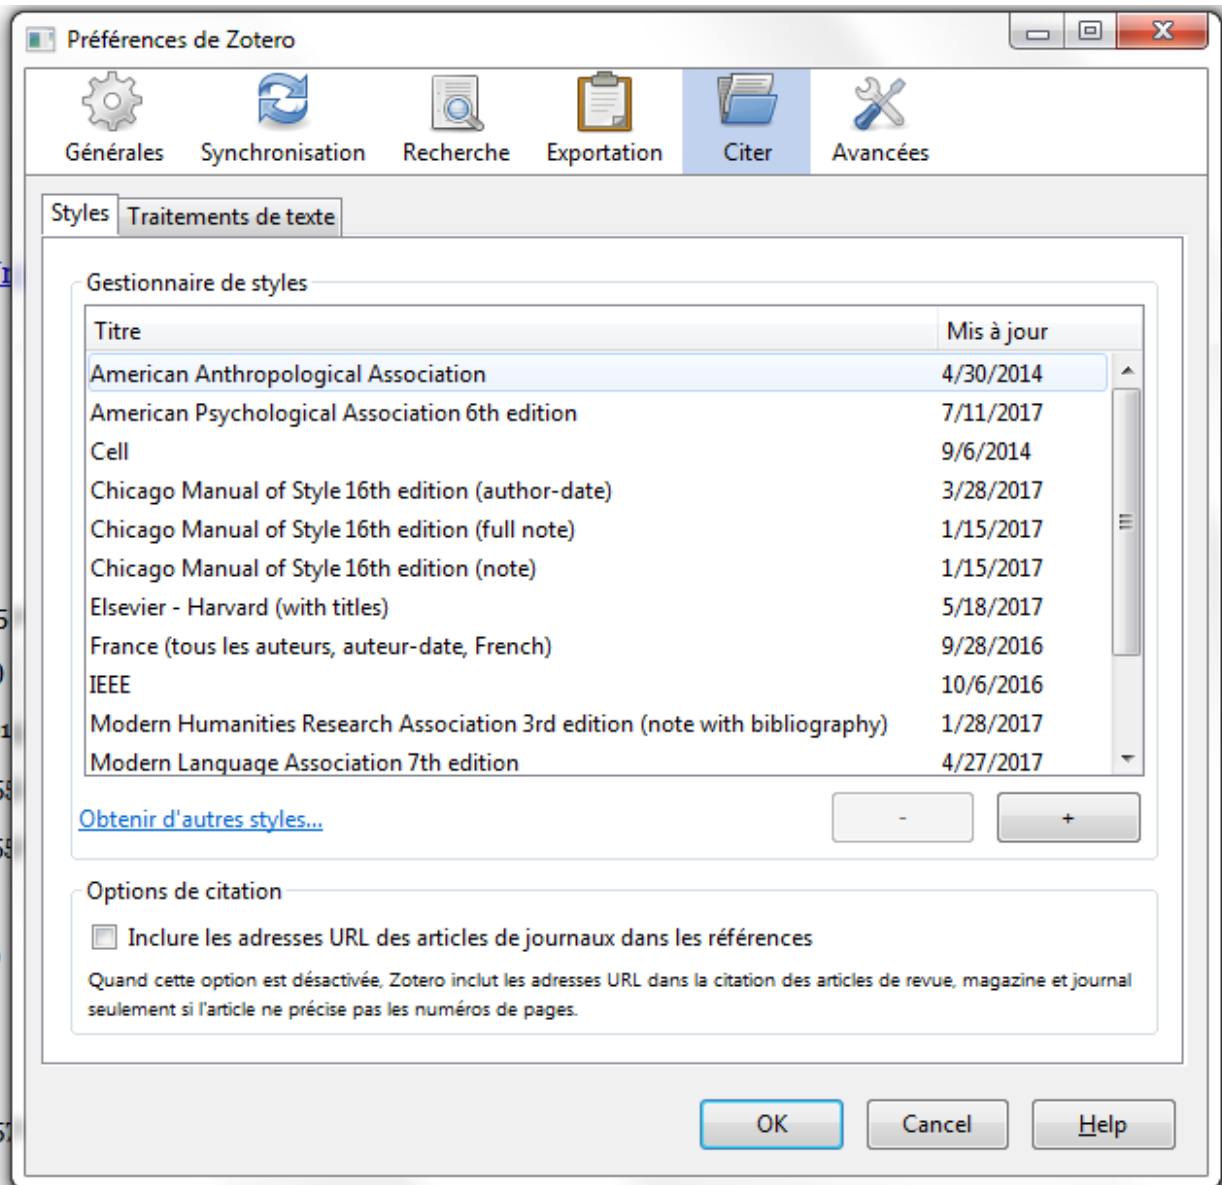 Préférences de Zotero
Générales Synchronisation Recherche Exportation Citer Avancées
Styles Traitements de texte
Gestionnaire de styles
Titre Mis à jour
American Anthropological Association 4/30/2014
American Psychological Association 6th edition 7/11/2017
Cell 9/6/2014
Chicago Manual of Style 16th edition (author-date) 3/28/2017
Chicago Manual of Style 16th edition (full note) 1/15/2017
Chicago Manual of Style 16th edition (note) 1/15/2017
Elsevier - Harvard (with titles) 5/18/2017
France (tous les auteurs, auteur-date, French) 9/28/2016
IEEE 10/6/2016
Modern Humanities Research Association 3rd edition (note with bibliography) 1/28/2017
Modern Language Association 7th edition 4/27/2017
Obtenir d'autres styles... - +
Options de citation
Inclure les adresses URL des articles de journaux dans les références
Quand cette option est désactivée, Zotero inclut les adresses URL dans la citation des articles de revue, magazine et journal
seulement si l'article ne précise pas les numéros de pages.
OK Cancel Help